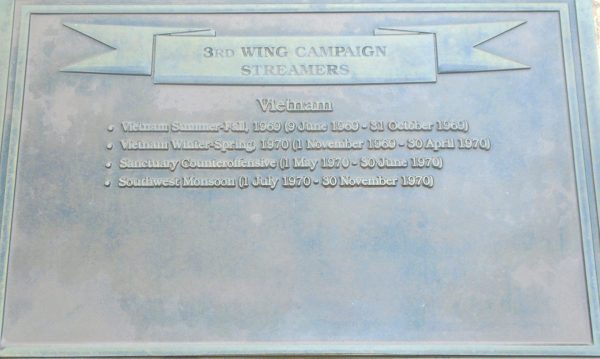 3RD WING CAMPAIGN
STREAMERS
Vietnam
• Vietnam Summer-Fall, 1969 (9 June 1969 - 31 October 1969)
• Vietnam Winter-Spring, 1970 (1 November 1969 - 30 April 1970)
• Sanctuary Counteroffensive (1 May 1970 - 30 June 1970)
• Southwest Monsoon (1 July 1970 - 30 November 1970)